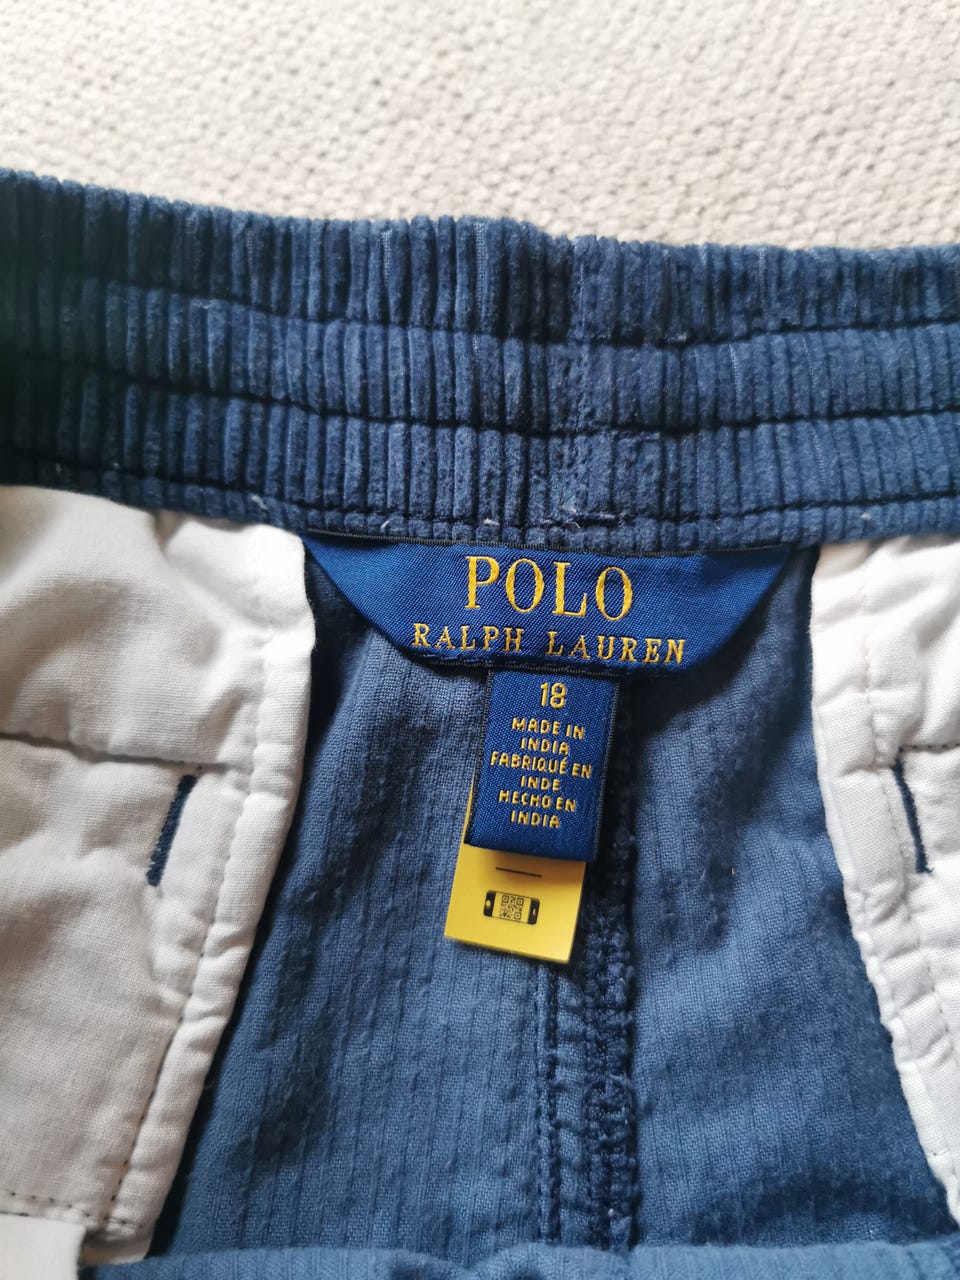 POLO
RALPH LAUREN
18
MADE IN
INDIA
FABRIQUÉ EN
INDE
HECHO EN
INDIA